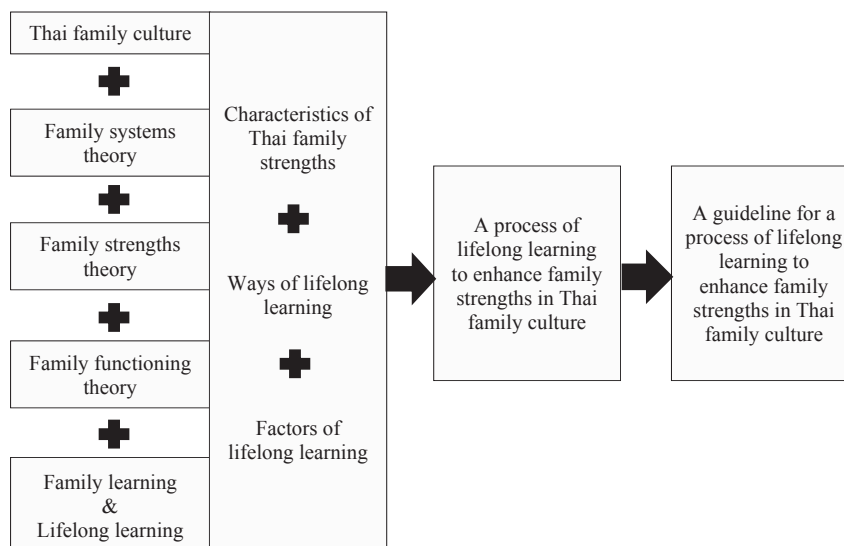 Thai family culture
Family systems
theory
Family strengths
theory
Family functioning
theory
Family learning
&
Lifelong learning
Characteristics of
Thai family
strengths
Ways of lifelong
learning
Factors of
lifelong learning
A process of
lifelong learning
to enhance family
strengths in Thai
family culture
A guideline for a
process of lifelong
learning to
enhance family
strengths in Thai
family culture